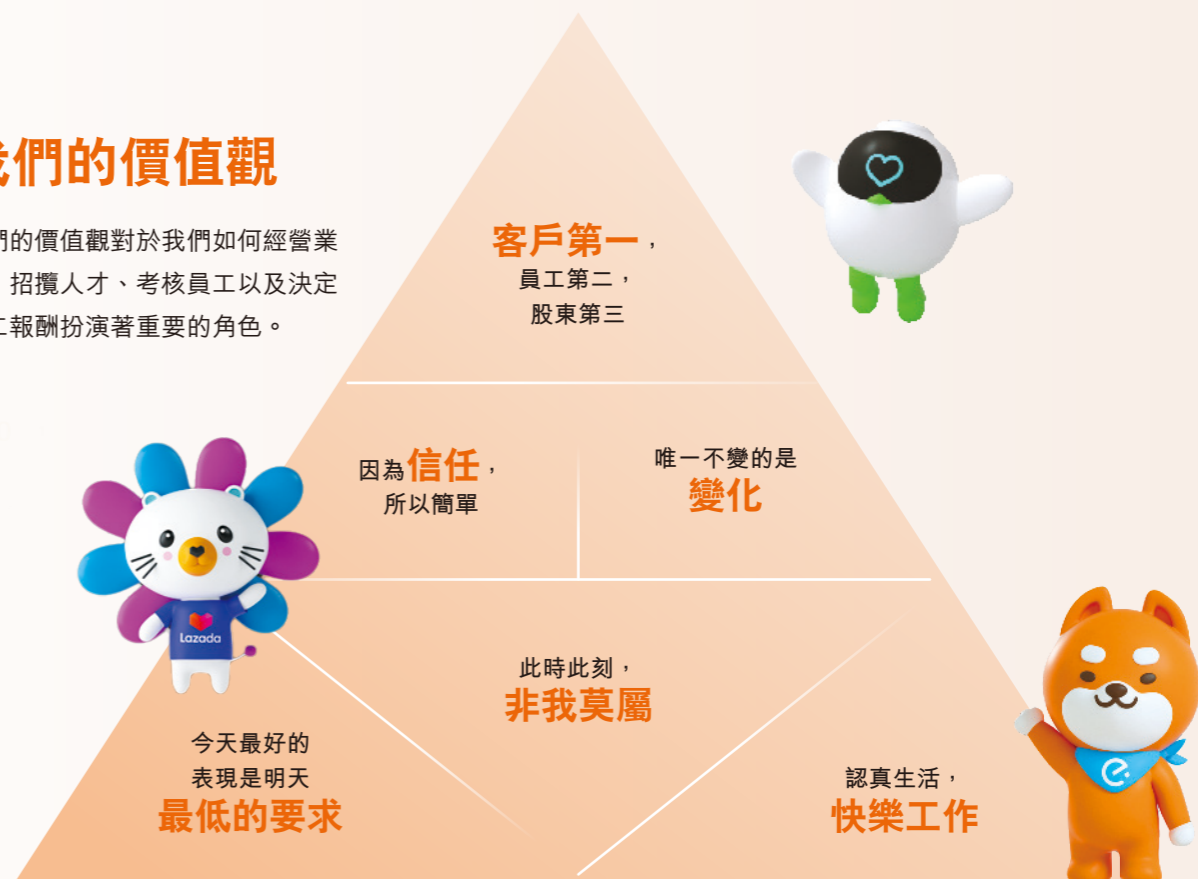 我們的價值觀
們的價值觀對於我們如何經營業
招攬人才、考核員工以及決定
工報酬扮演著重要的角色。
客戶第一，
員工第二，
股東第三
因為信任，
所以簡單
唯一不變的是
變化
Lazada
此時此刻，
非我莫屬
今天最好的
表現是明天
最低的要求
認真生活，
快樂工作